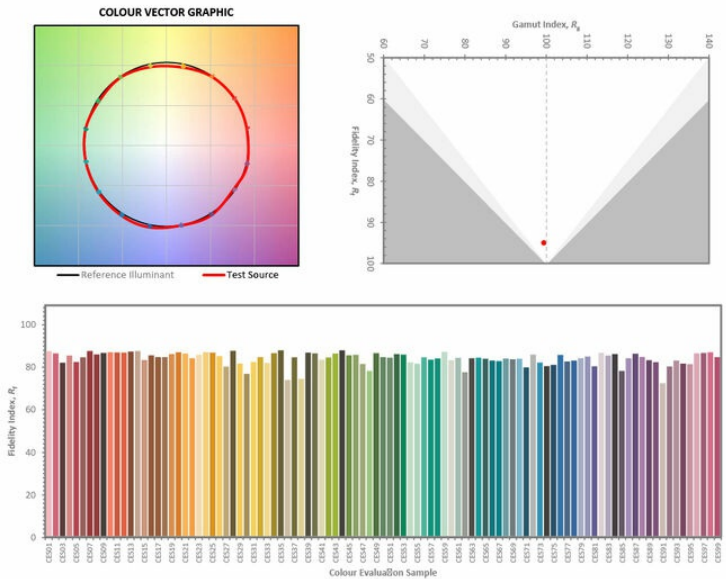 COLOUR VECTOR GRAPHIC
Reference Illuminant
Test Source
Gamut Index, Rg
60 70 80 90 100 110 120 130 140
50
60
70
80
90
100
Fidelity Index, Rf
100
80
60
40
20
0
Fidelity Index, Rf
CES01 CES03 CES05 CES07 CES09 CES11 CES13 CES15 CES17 CES19 CES21 CES23 CES25 CES27 CES29 CES31 CES33 CES35 CES37 CES39 CES41 CES43 CES45 CES47 CES49 CES51 CES53 CES55 CES57 CES59 CES61 CES63 CES65 CES67 CES69 CES71 CES73 CES75 CES77 CES79 CES81 CES83 CES85 CES87 CES89 CES91 CES93 CES95 CES97 CES99
Colour Evaluation Sample